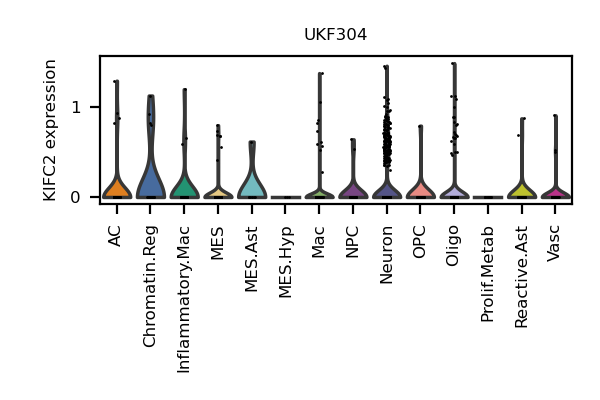 UKF304
KIFC2 expression
1
0
AC
Chromatin.Reg
Inflammatory.Mac
MES
MES.Ast
MES.Hyp
Mac
NPC
Neuron
OPC
Oligo
Prolif.Metab
Reactive.Ast
Vasc